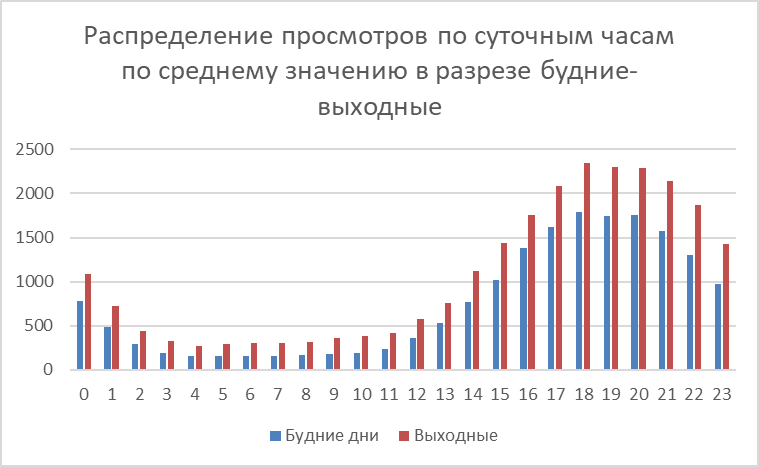 Распределение просмотров по суточным часам
по среднему значению в разрезе будние-
выходные
2500
2000
1500
1000
500
0
0 1 2 3 4 5 6 7 8 9 10 11 12 13 14 15 16 17 18 19 20 21 22 23
Будние дни Выходные